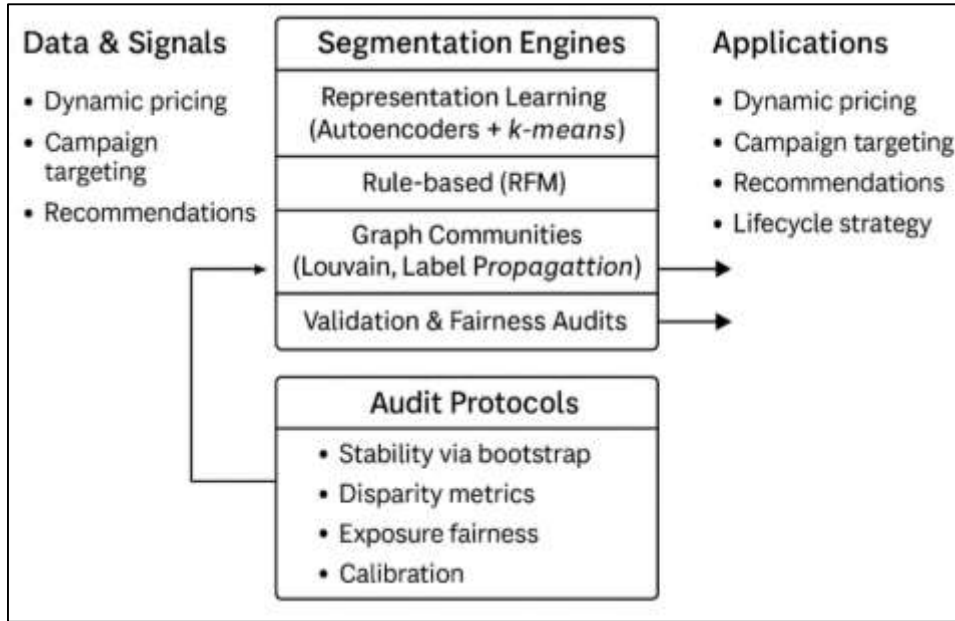 Data & Signals
• Dynamic pricing
• Campaign
targeting
• Recommendations
Segmentation Engines
Representation Learning
(Autoencoders + k-means)
Rule-based (RFM)
Graph Communities
(Louvain, Label Propagattion)
Validation & Fairness Audits
Applications
• Dynamic pricing
• Campaign targeting
• Recommendations
• Lifecycle strategy
Audit Protocols
• Stability via bootstrap
• Disparity metrics
• Exposure fairness
• Calibration